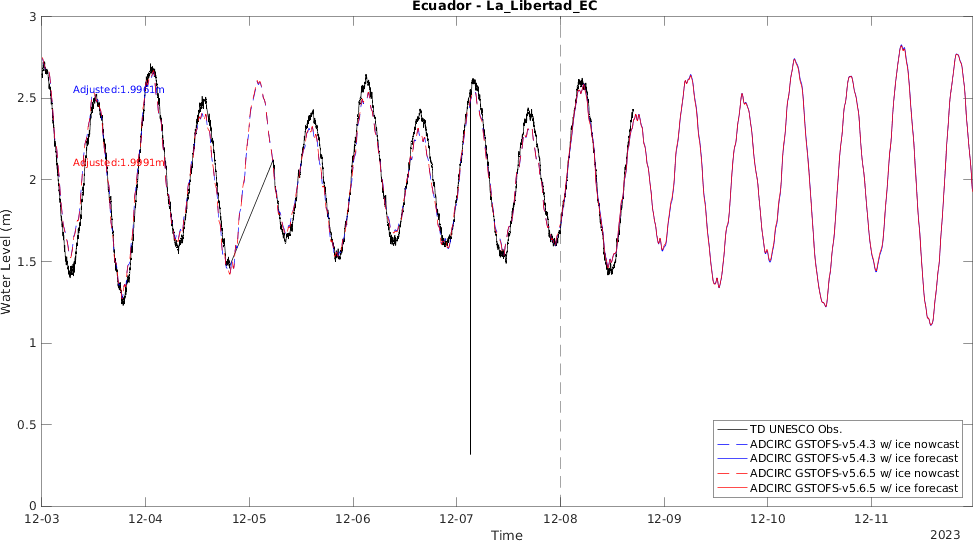 Ecuador - La_Libertad_EC
3
2.5
2
1.5
1
0.5
0
Water Level (m)
Adjusted:1.9961m
Adjusted:1.9991m
TD UNESCO Obs.
ADCIRC GSTOFS-v5.4.3 w/ ice nowcast
ADCIRC GSTOFS-v5.4.3 w/ ice forecast
ADCIRC GSTOFS-v5.6.5 w/ ice nowcast
ADCIRC GSTOFS-v5.6.5 w/ ice forecast
12-03 12-04 12-05 12-06 12-07 12-08 12-09 12-10 12-11
Time
2023